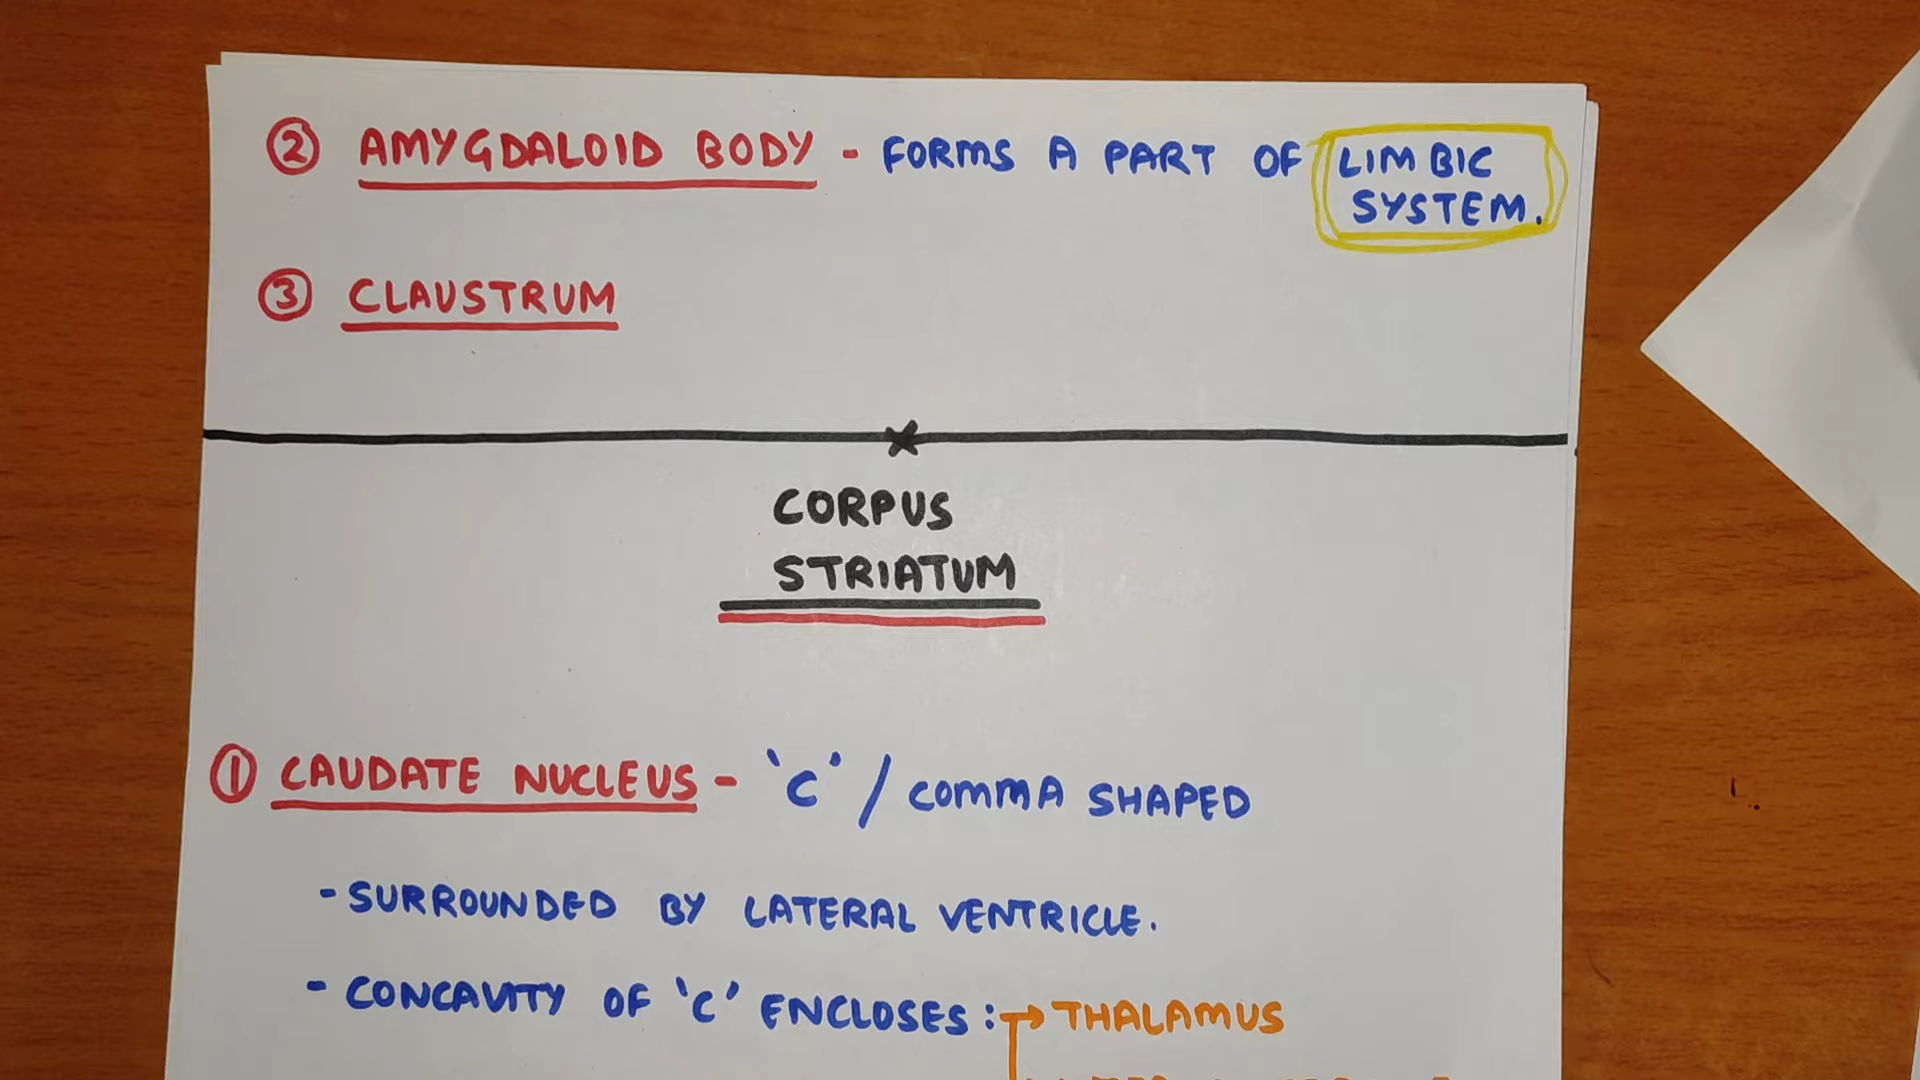 ② AMYGDALOID BODY - FORMS A PART OF LIMBIC
SYSTEM.
③ CLAUSTRUM
CORPUS
STRIATUM
① CAUDATE NUCLEUS - 'C' / COMMA SHAPED
- SURROUNDED BY LATERAL VENTRICLE.
- CONCAVITY OF 'C' ENCLOSES : → THALAMUS